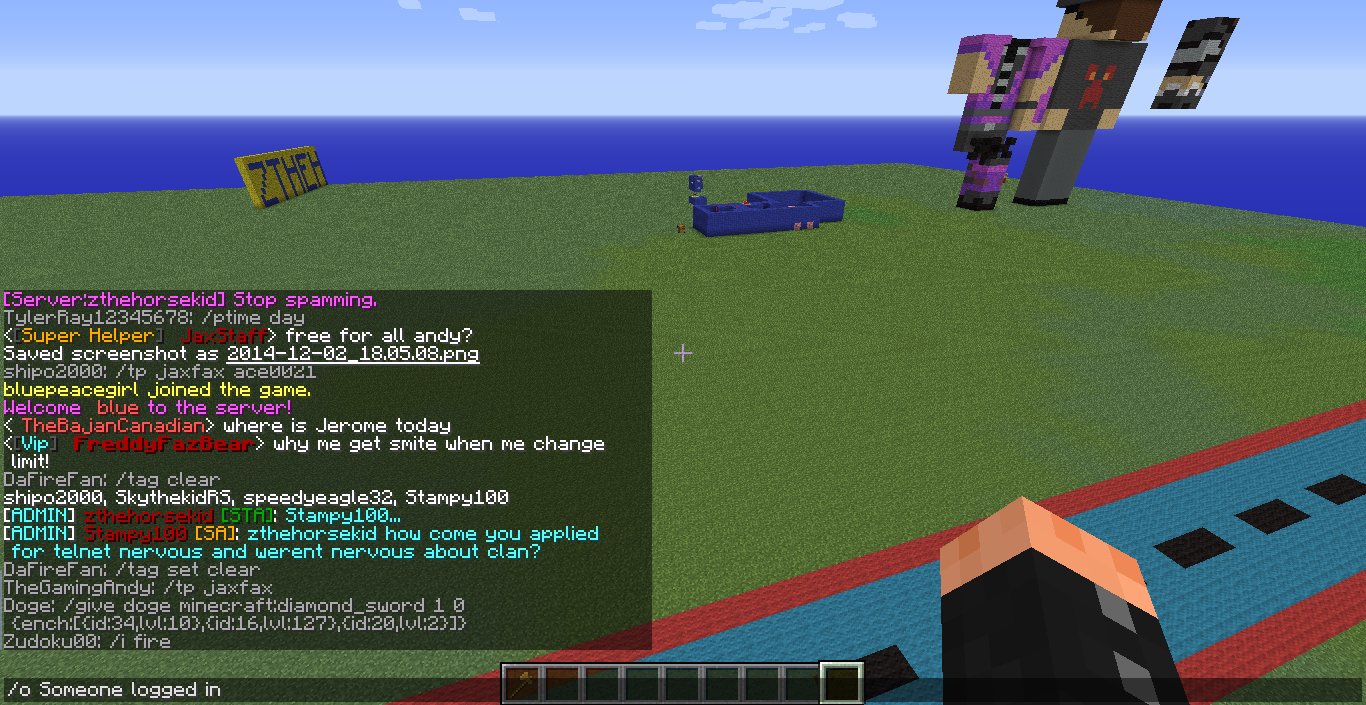 ZTHEH
[Server:zthehorsekid] Stop spamming.
TylerRay12345678: /ptime day
<[Super Helper] JaxStaff> free for all andy?
Saved screenshot as 2014-12-02_18.05.08.png
shipo2000: /tp jaxfax ace0021
bluepeacegirl joined the game.
Welcome blue to the server!
< TheBajanCanadian> where is Jerome today
<[Vip] FreddyFazBear> why me get smite when me change
limit!
DaFireFan: /tag clear
shipo2000, SkythekidRS, speedyeagle32, Stampy100
[ADMIN] zthehorsekid [STA]: Stampy100...
[ADMIN] Stampy100 [SA]: zthehorsekid how come you applied
for telnet nervous and werent nervous about clan?
DaFireFan: /tag set clear
TheGamingAndy: /tp jaxfax
Doge: /give doge minecraft:diamond_sword 1 0
{ench:[{id:34,lvl:10},{id:16,lvl:127},{id:20,lvl:2}]}
Zudoku00: /i fire
/o Someone logged in